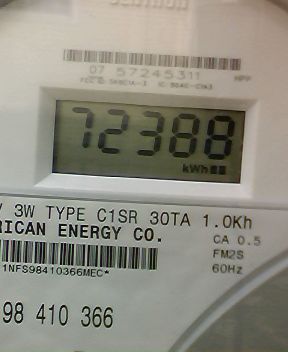 CENTRON
07 57245311
72388
kWh
V 3W TYPE C1SR 30TA 1.0Kh
RICAN ENERGY CO.
CA 0.5
FM2S
1NFS98410366MEC*
60Hz
98 410 366